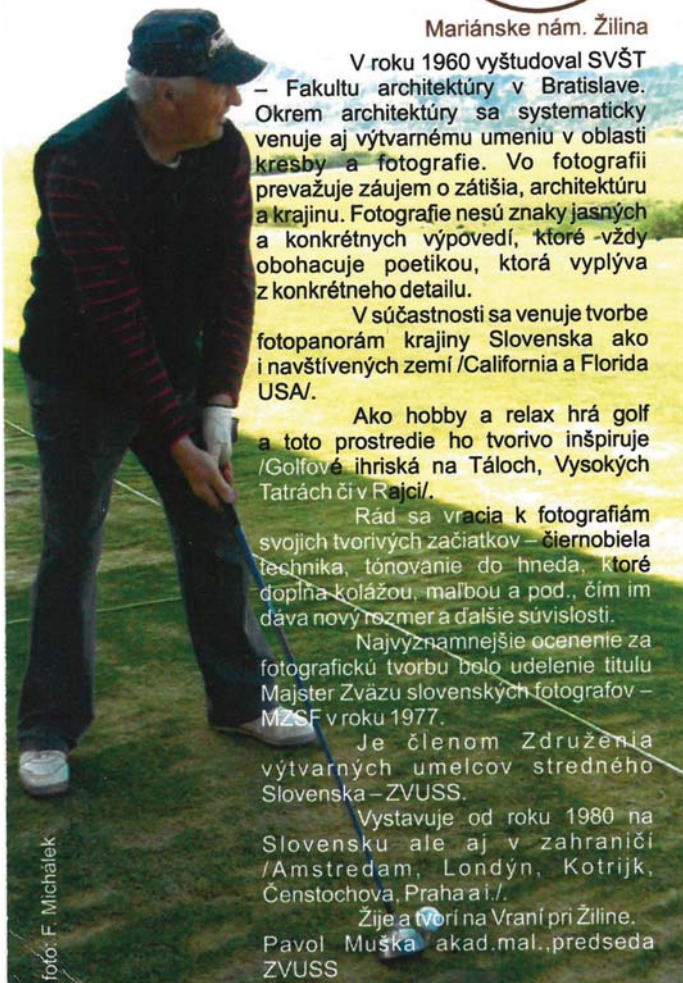 Mariánske nám. Žilina
V roku 1960 vyštudoval SVŠT
– Fakultu architektúry v Bratislave.
Okrem architektúry sa systematicky
venuje aj výtvarnému umeniu v oblasti
kresby a fotografie. Vo fotografii
prevažuje záujem o zátišia, architektúru
a krajinu. Fotografie nesú znaky jasných
a konkrétnych výpovedí, ktoré vždy
obohacuje poetikou, ktorá vyplýva
z konkrétneho detailu.
V súčastnosti sa venuje tvorbe
fotopanorám krajiny Slovenska ako
i navštívených zemí /California a Florida
USA/.
Ako hobby a relax hrá golf
a toto prostredie ho tvorivo inšpiruje
/Golfové ihriská na Táloch, Vysokých
Tatrách či v Rajci/.
Rád sa vracia k fotografiám
svojich tvorivých začiatkov – čiernobiela
technika, tónovanie do hneda, ktoré
doplňa kolážou, maľbou a pod., čím im
dáva nový rozmer a ďalšie súvislosti.
Najvýznamnejšie ocenenie za
fotografickú tvorbu bolo udelenie titulu
Majster Zväzu slovenských fotografov –
MZSF v roku 1977.
Je členom Združenia
výtvarných umelcov stredného
Slovenska – ZVUSS.
Vystavuje od roku 1980 na
Slovensku ale aj v zahraničí
/Amstredam, Londýn, Kotrijk,
Čenstochova, Praha a i./.
Žije a tvorí na Vraní pri Žiline.
Pavol Muška akad.mal.,predseda
ZVUSS
foto: F. Michálek